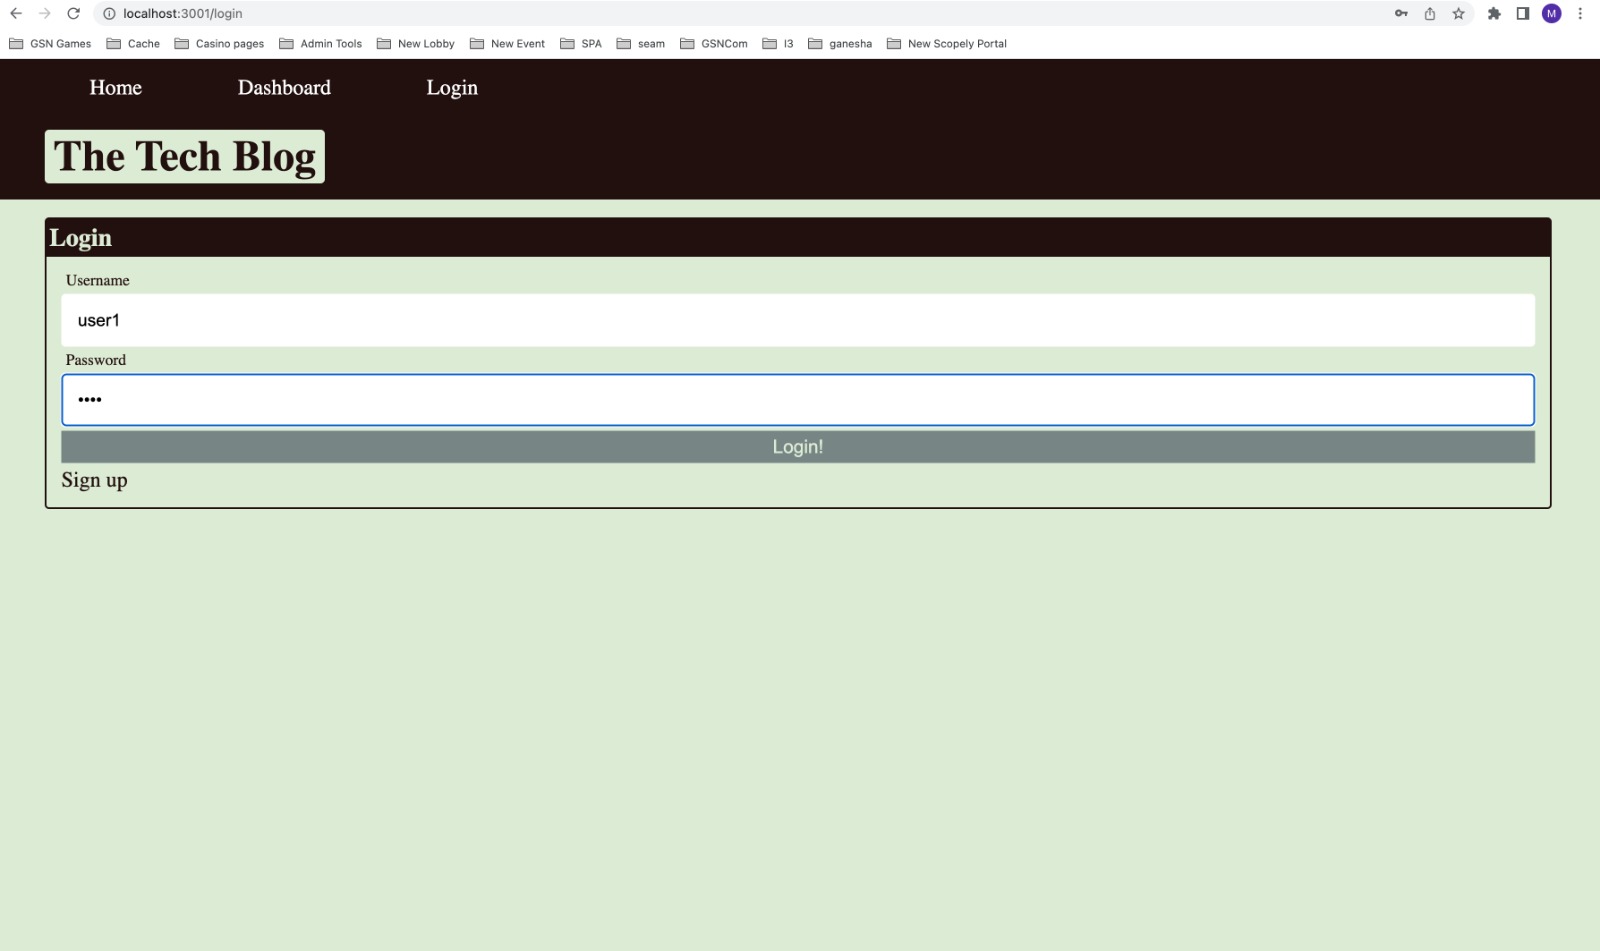 localhost:3001/login
M
GSN Games Cache Casino pages Admin Tools New Lobby New Event SPA seam GSNCom I3 ganesha New Scopely Portal
Home Dashboard Login
The Tech Blog
Login
Username
user1
Password
••••
Login!
Sign up